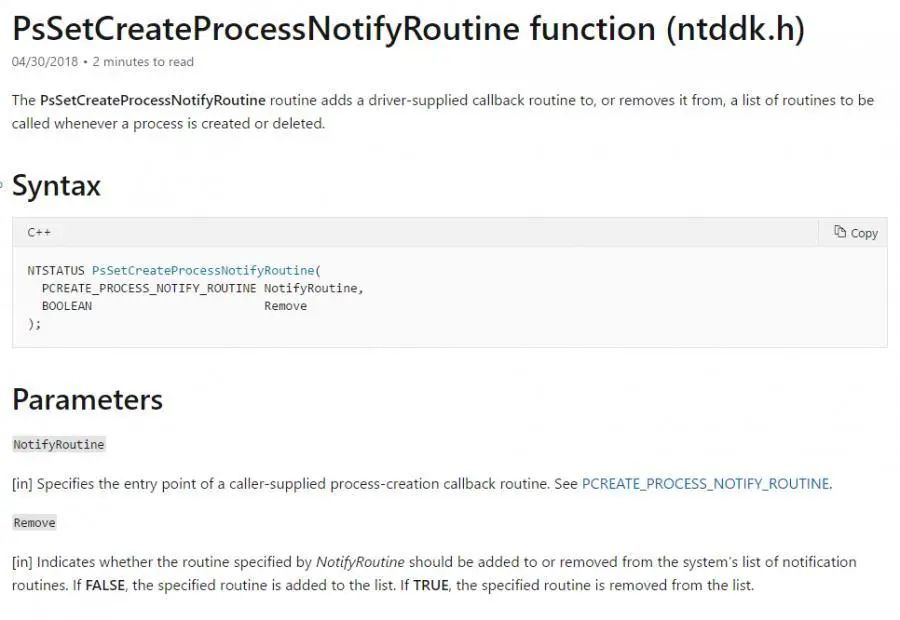 PsSetCreateProcessNotifyRoutine function (ntddk.h)
04/30/2018 • 2 minutes to read
The PsSetCreateProcessNotifyRoutine routine adds a driver-supplied callback routine to, or removes it from, a list of routines to be
called whenever a process is created or deleted.
Syntax
C++ Copy
NTSTATUS PsSetCreateProcessNotifyRoutine(
  PCREATE_PROCESS_NOTIFY_ROUTINE NotifyRoutine,
  BOOLEAN                        Remove
);
Parameters
NotifyRoutine
[in] Specifies the entry point of a caller-supplied process-creation callback routine. See PCREATE_PROCESS_NOTIFY_ROUTINE.
Remove
[in] Indicates whether the routine specified by NotifyRoutine should be added to or removed from the system's list of notification
routines. If FALSE, the specified routine is added to the list. If TRUE, the specified routine is removed from the list.